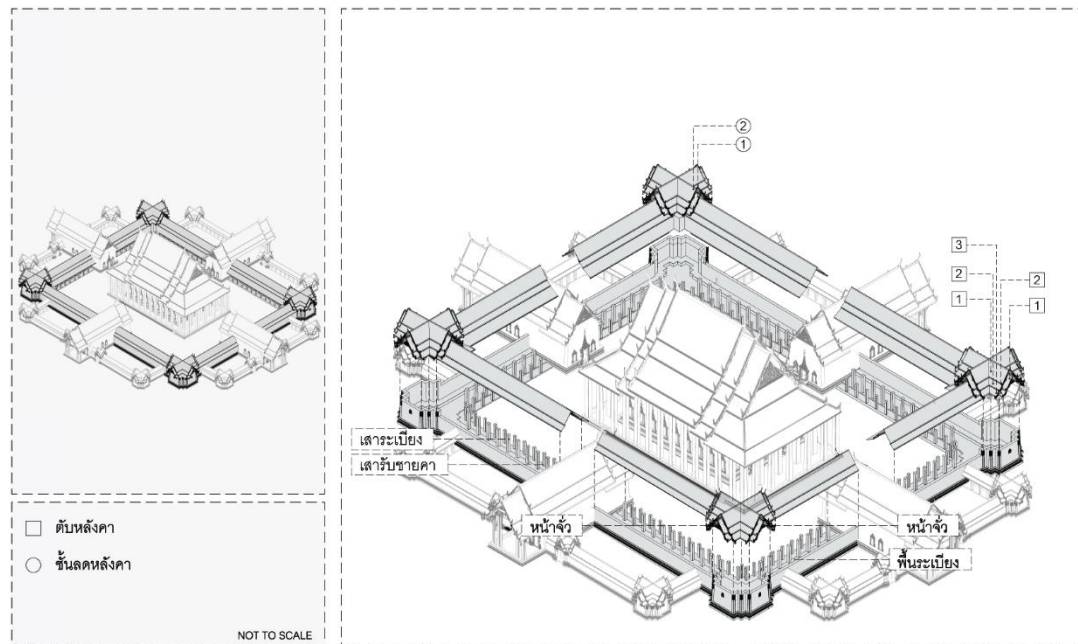 ตับหลังคา
ชั้นลดหลังคา
NOT TO SCALE
2
1
3
2
2
1
1
เสาระเบียง
เสารับชายคา
หน้าจั่ว
หน้าจั่ว
พื้นระเบียง